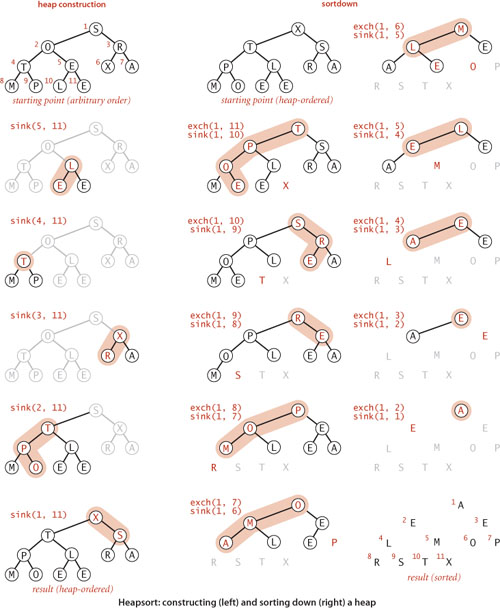 heap construction
1 S
2 O 3 R
4 T 5 E 6 X 7 A
8 M 9 P 10 L 11 E
starting point (arbitrary order)
sink(5, 11)
S
O R
T L X A
M P E E
sink(4, 11)
S
O R
T L X A
M P E E
sink(3, 11)
S
O X
T L R A
M P E E
sink(2, 11)
S
T X
P L R A
M O E E
sink(1, 11)
X
T S
P L R A
M O E E
result (heap-ordered)
sortdown
X
T S
P L R A
M O E E
starting point (heap-ordered)
exch(1, 11)
sink(1, 10)
T
P S
O L R A
M E E X
exch(1, 10)
sink(1, 9)
S
P R
O L E A
M E T X
exch(1, 9)
sink(1, 8)
R
P E
O L E A
M S T X
exch(1, 8)
sink(1, 7)
P
O E
M L E A
R S T X
exch(1, 7)
sink(1, 6)
O
M E
A L E P
R S T X
exch(1, 6)
sink(1, 5)
M
L E
A E O P
R S T X
exch(1, 5)
sink(1, 4)
L
E E
A M O P
R S T X
exch(1, 4)
sink(1, 3)
E
A E
L M O P
R S T X
exch(1, 3)
sink(1, 2)
E
A E
L M O P
R S T X
exch(1, 2)
sink(1, 1)
A
E E
L M O P
R S T X
1 A
2 E 3 E
4 L 5 M 6 O 7 P
8 R 9 S 10 T 11 X
result (sorted)
Heapsort: constructing (left) and sorting down (right) a heap